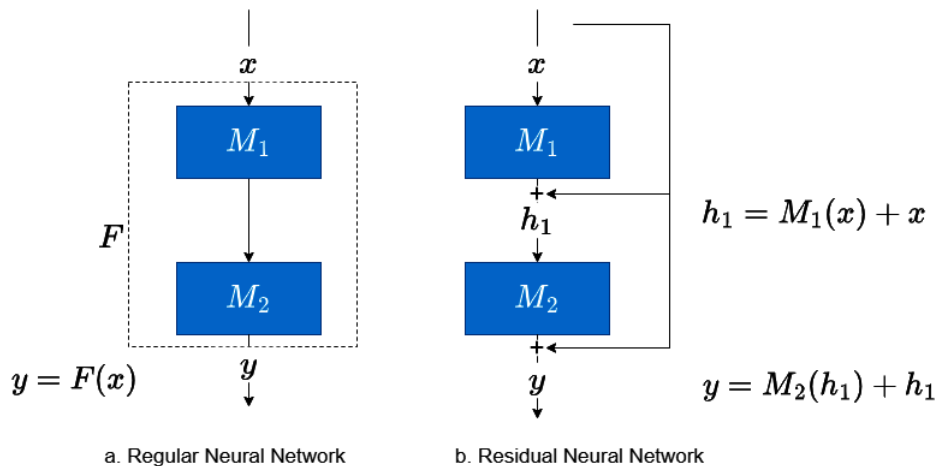 x
M₁
F
M₂
y
y = F(x)
a. Regular Neural Network
x
M₁
+
h₁
M₂
+
y
h₁ = M₁(x) + x
y = M₂(h₁) + h₁
b. Residual Neural Network